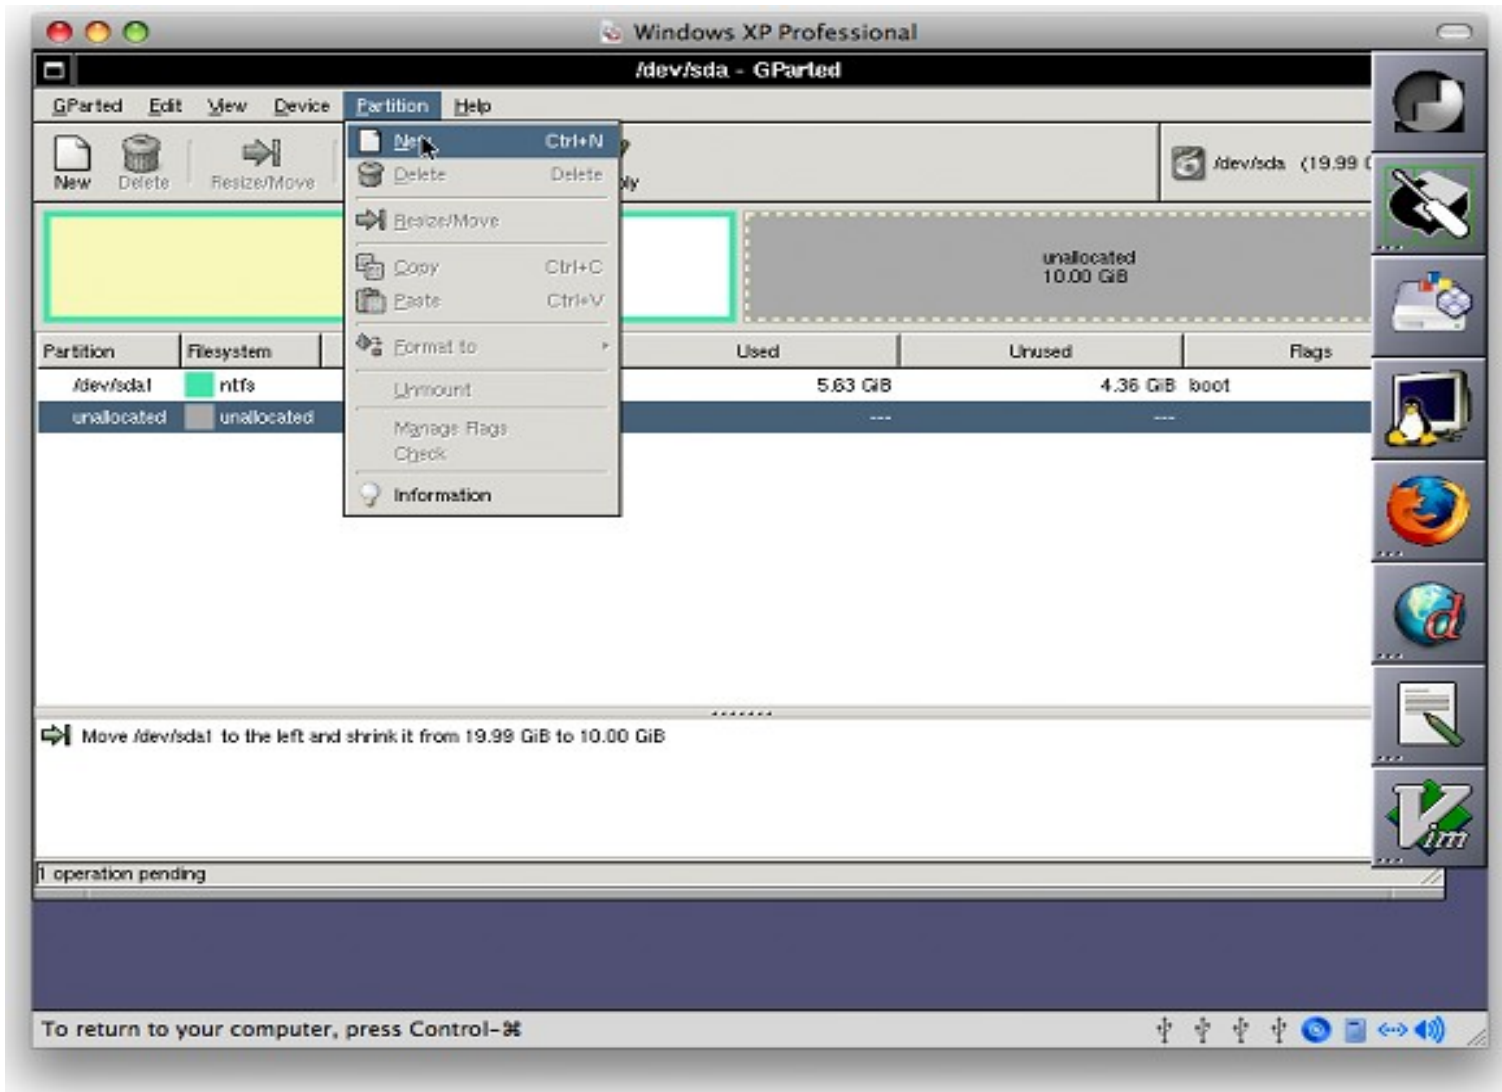 Windows XP Professional
/dev/sda - GParted
GParted Edit View Device Partition Help
New Delete Resize/Move
/dev/sda (19.99
New Ctrl+N
Delete Delete
Resize/Move
Copy Ctrl+C
Paste Ctrl+V
Format to
Unmount
Manage Flags
Check
Information
unallocated
10.00 GiB
Partition Filesystem Used Unused Flags
/dev/sda1 ntfs 5.63 GiB 4.36 GiB boot
unallocated unallocated --- ---
Move /dev/sda1 to the left and shrink it from 19.99 GiB to 10.00 GiB
1 operation pending
d
Vim
To return to your computer, press Control-⌘